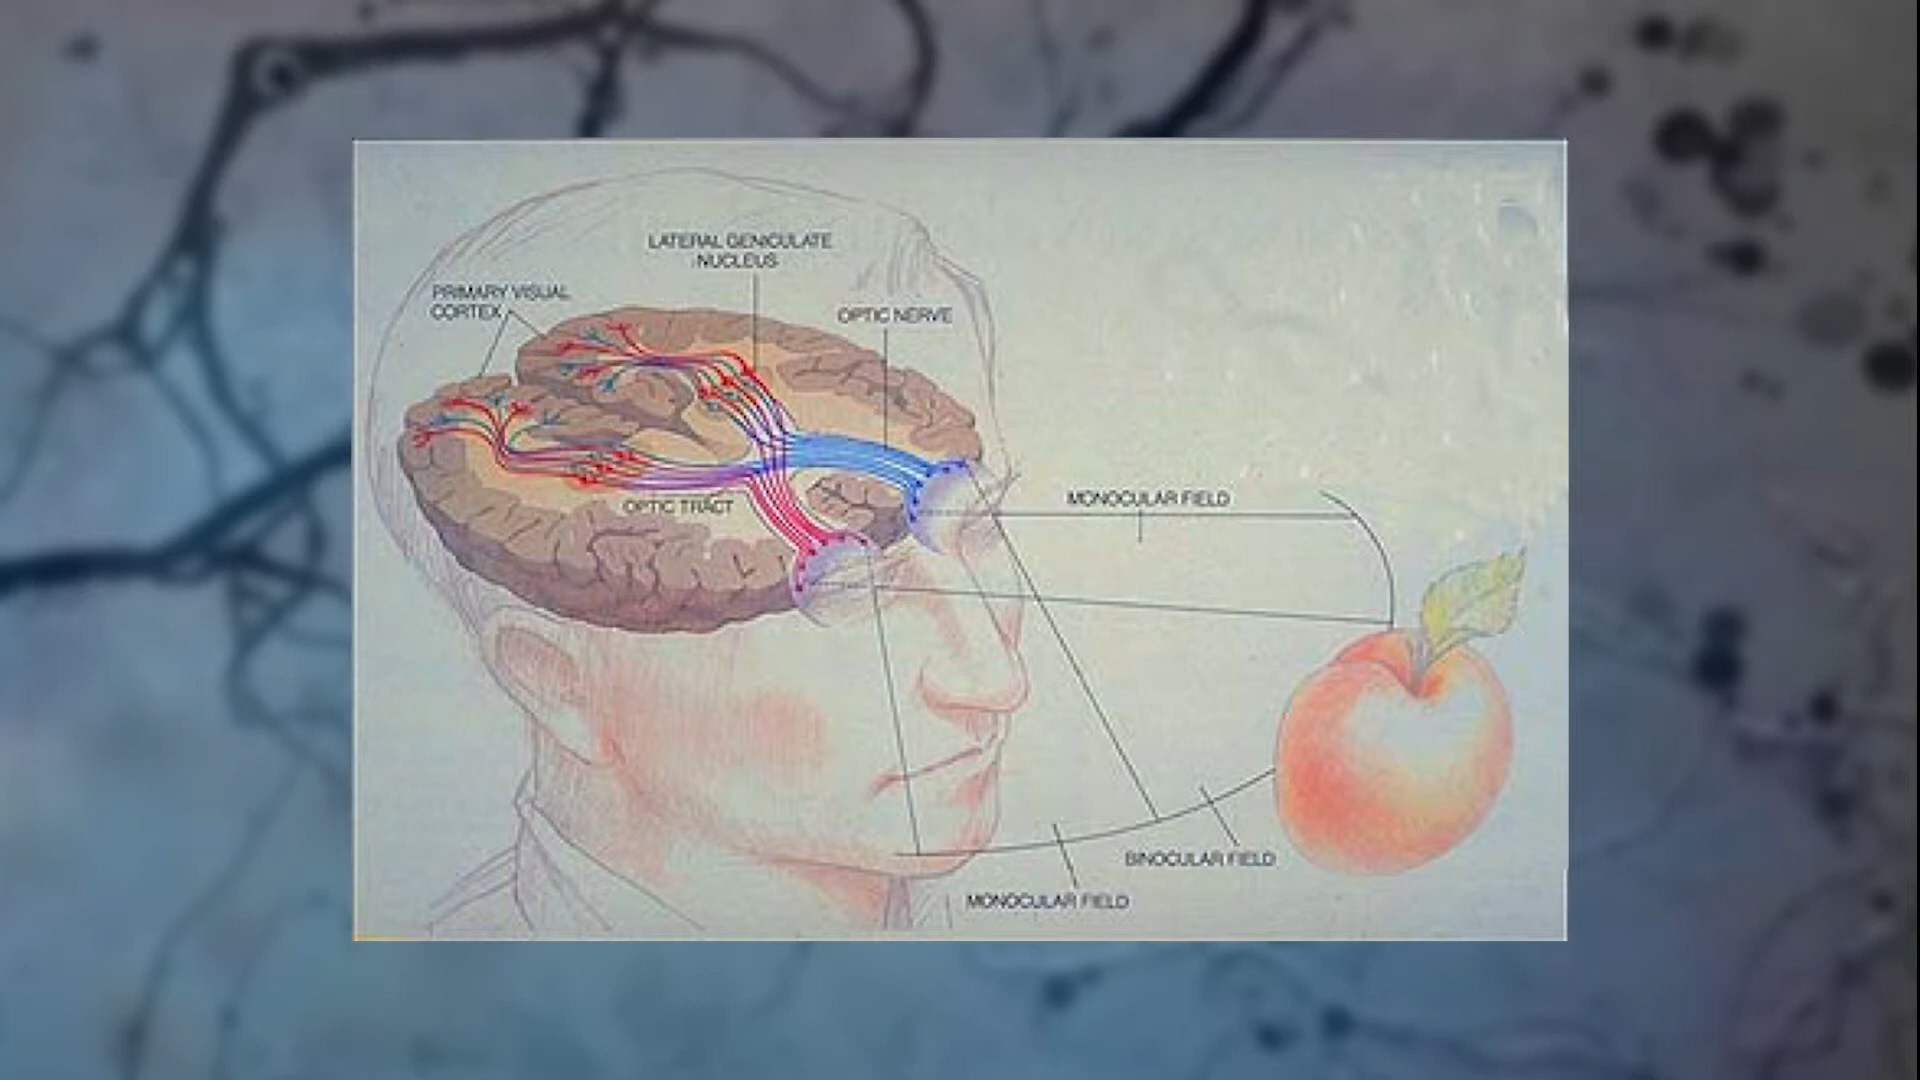 LATERAL GENICULATE
NUCLEUS
PRIMARY VISUAL
CORTEX
OPTIC NERVE
OPTIC TRACT
MONOCULAR FIELD
BINOCULAR FIELD
MONOCULAR FIELD